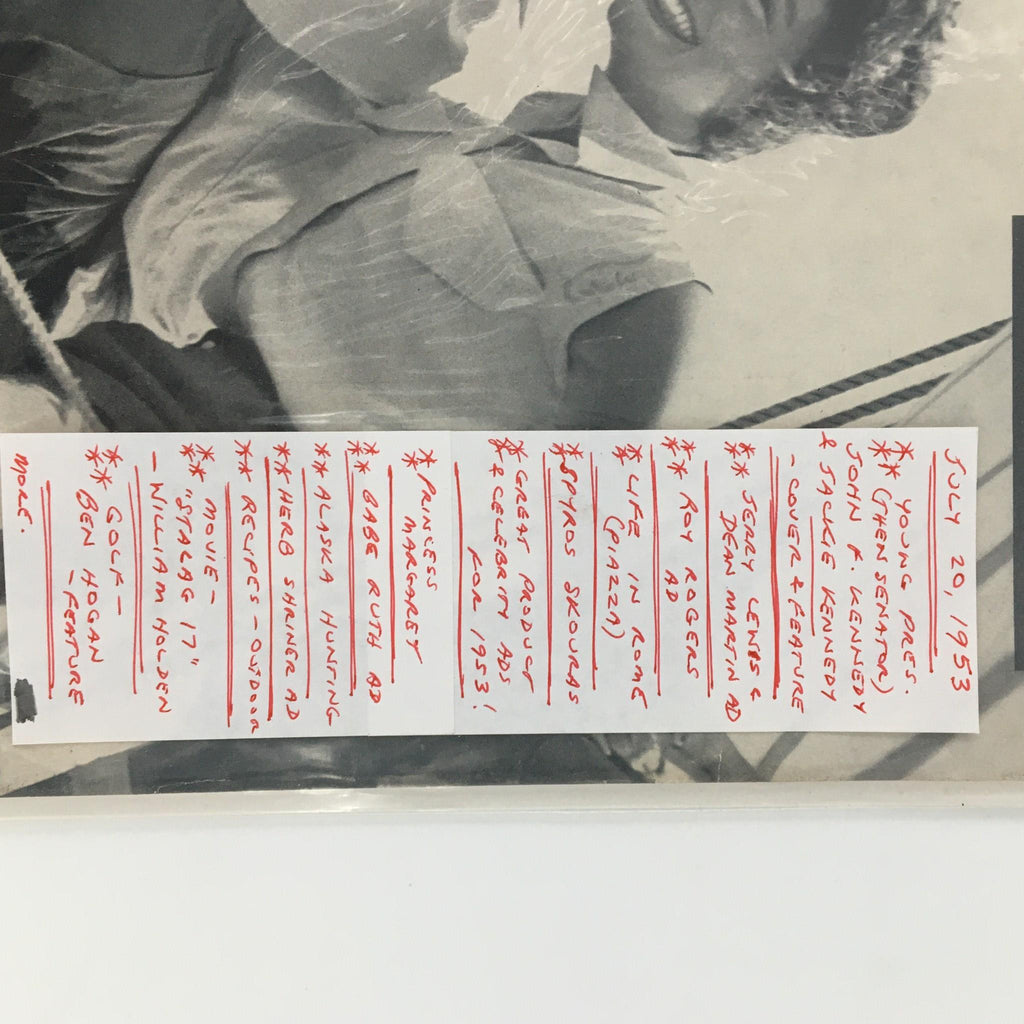 JULY 20, 1953
** YOUNG PRES.
** (THEN SENATOR)
JOHN F. KENNEDY
& JACKIE KENNEDY
- COVER & FEATURE
** JERRY LEWIS &
DEAN MARTIN AD
** ROY ROGERS
AD
** LIFE IN ROME
(PIAZZA)
** SPYROS SKOURAS
** GREAT PRODUCT
& CELEBRITY ADS
FOR 1953!
** PRINCESS
MARGARET
** BABE RUTH AD
** ALASKA HUNTING
** HERB SHRINER AD
** RECIPES - OUTDOOR
** MOVIE -
"STALAG 17"
- WILLIAM HOLDEN
** GOLF -
** BEN HOGAN
- FEATURE
MORE.